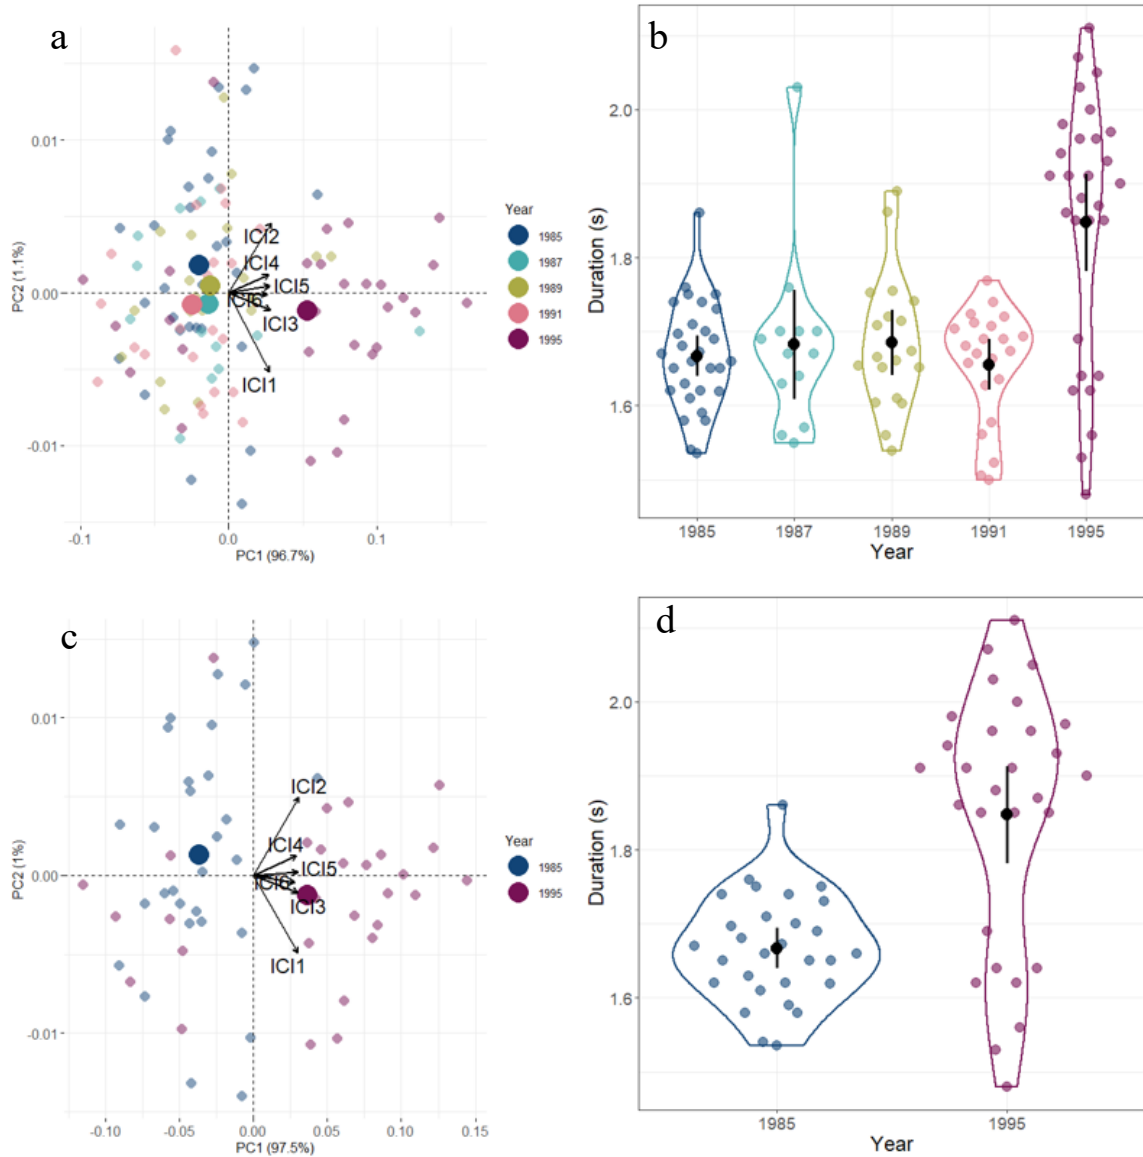 a
0.01
0.00
-0.01
PC2 (1.1%)
ICI2
ICI4
ICI5
ICI6
ICI3
ICI1
-0.1
0.0
0.1
PC1 (96.7%)
Year
1985
1987
1989
1991
1995
b
2.0
1.8
1.6
Duration (s)
1985
1987
1989
1991
1995
Year
c
0.01
0.00
-0.01
PC2 (1%)
ICI2
ICI4
ICI5
ICI6
ICI3
ICI1
-0.10
-0.05
0.00
0.05
0.10
0.15
PC1 (97.5%)
Year
1985
1995
d
2.0
1.8
1.6
Duration (s)
1985
1995
Year